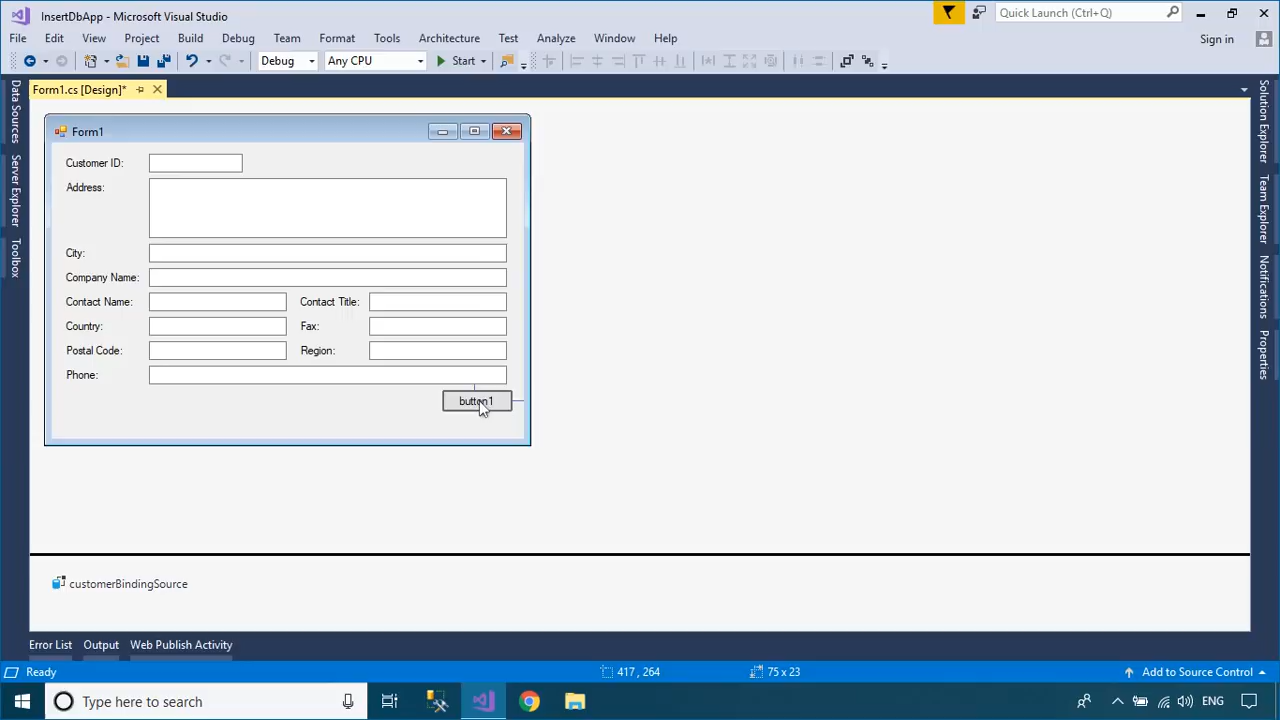 InsertDbApp - Microsoft Visual Studio
Quick Launch (Ctrl+Q)
File Edit View Project Build Debug Team Format Tools Architecture Test Analyze Window Help
Sign in
Debug Any CPU Start
Form1.cs [Design]*
Data Sources
Server Explorer
Toolbox
Form1
Customer ID:
Address:
City:
Company Name:
Contact Name: Contact Title:
Country: Fax:
Postal Code: Region:
Phone:
button1
Solution Explorer
Team Explorer
Notifications
Properties
customerBindingSource
Error List Output Web Publish Activity
Ready 417 , 264 75 x 23 Add to Source Control
Type here to search
ENG